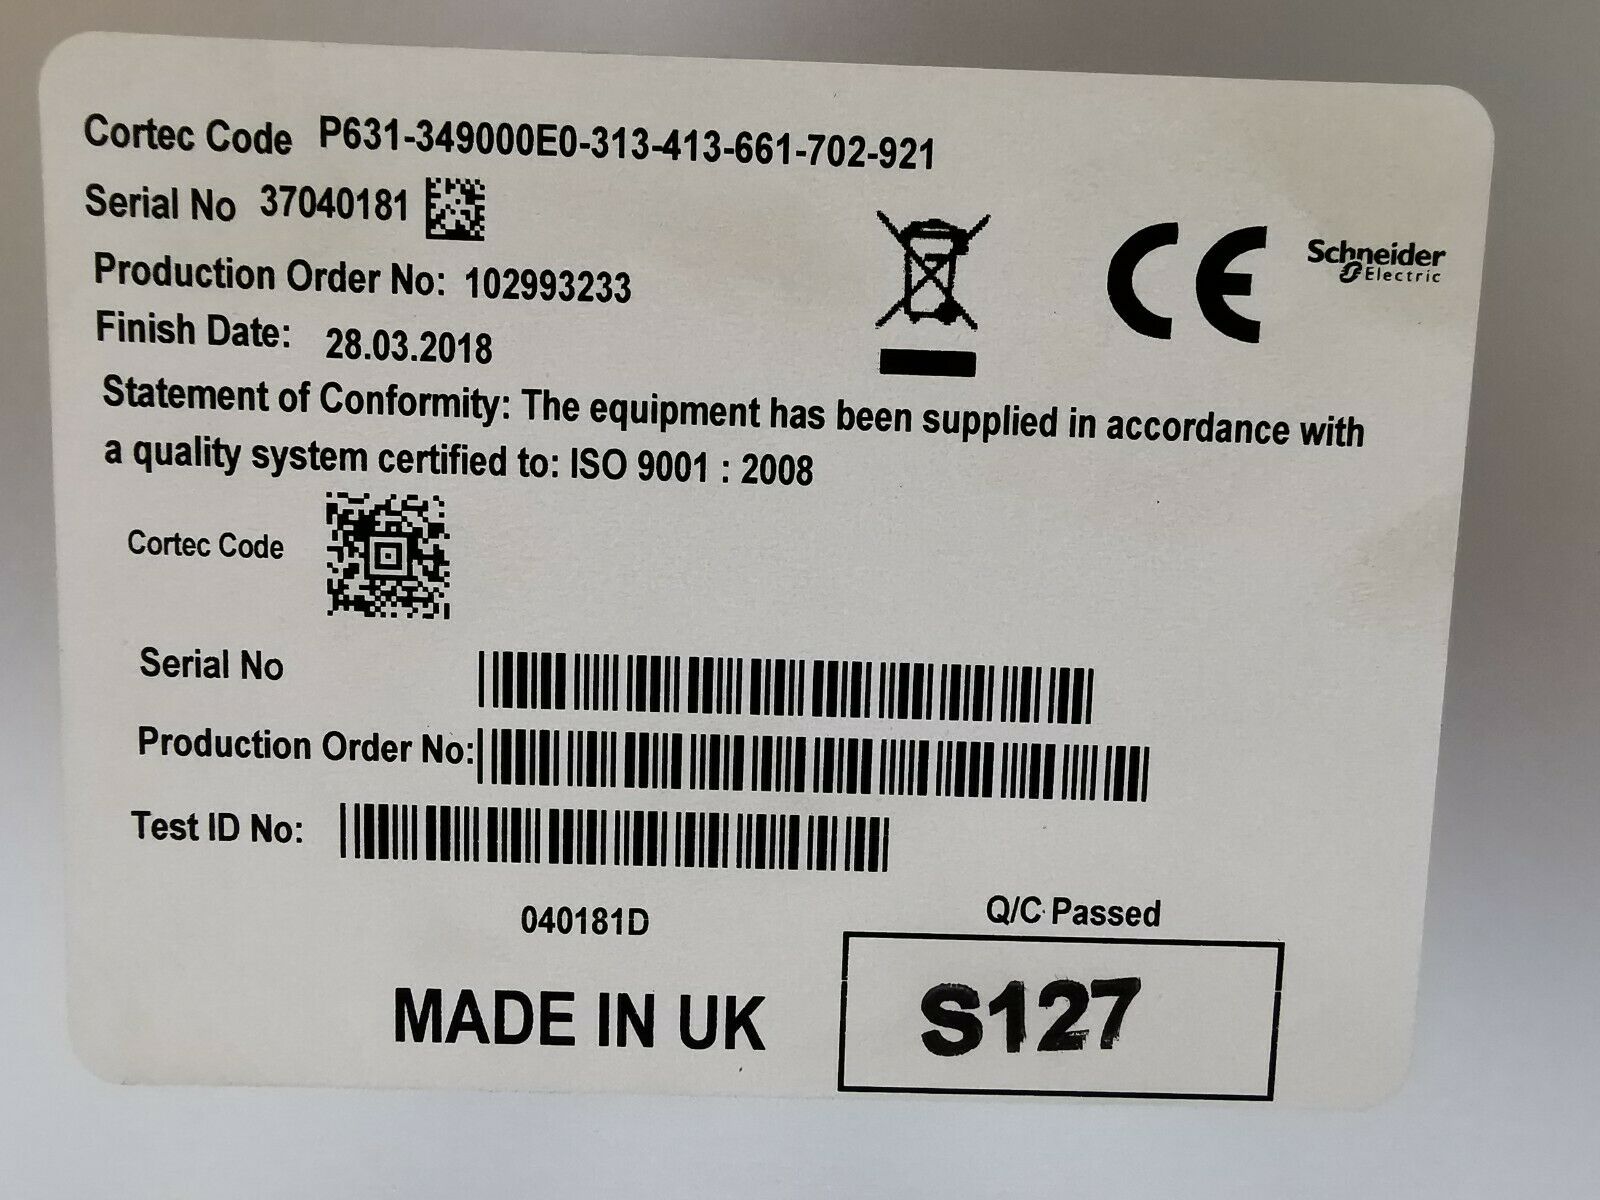 Cortec Code P631-349000E0-313-413-661-702-921
Serial No 37040181
Production Order No: 102993233
Finish Date: 28.03.2018
CE
Schneider
Electric
Statement of Conformity: The equipment has been supplied in accordance with
a quality system certified to: ISO 9001 : 2008
Cortec Code
Serial No
Production Order No:
Test ID No:
040181D
Q/C Passed
MADE IN UK
S127